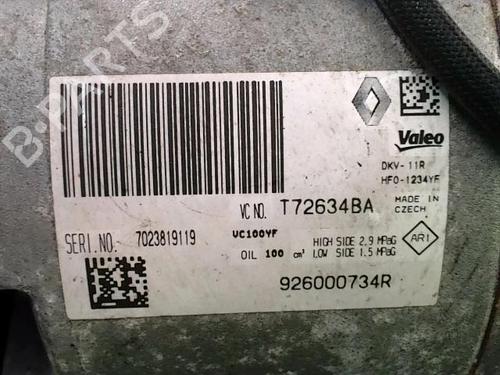 B-PARTS
Valeo
DKV-11R
HFO-1234YF
VC NO. T72634BA
MADE IN
CZECH
SERI.NO: 7023819119
VC100YF
OIL 100 cm³
HIGH SIDE 2.9 MPaG
LOW SIDE 1.5 MPaG
ARI
926000734R